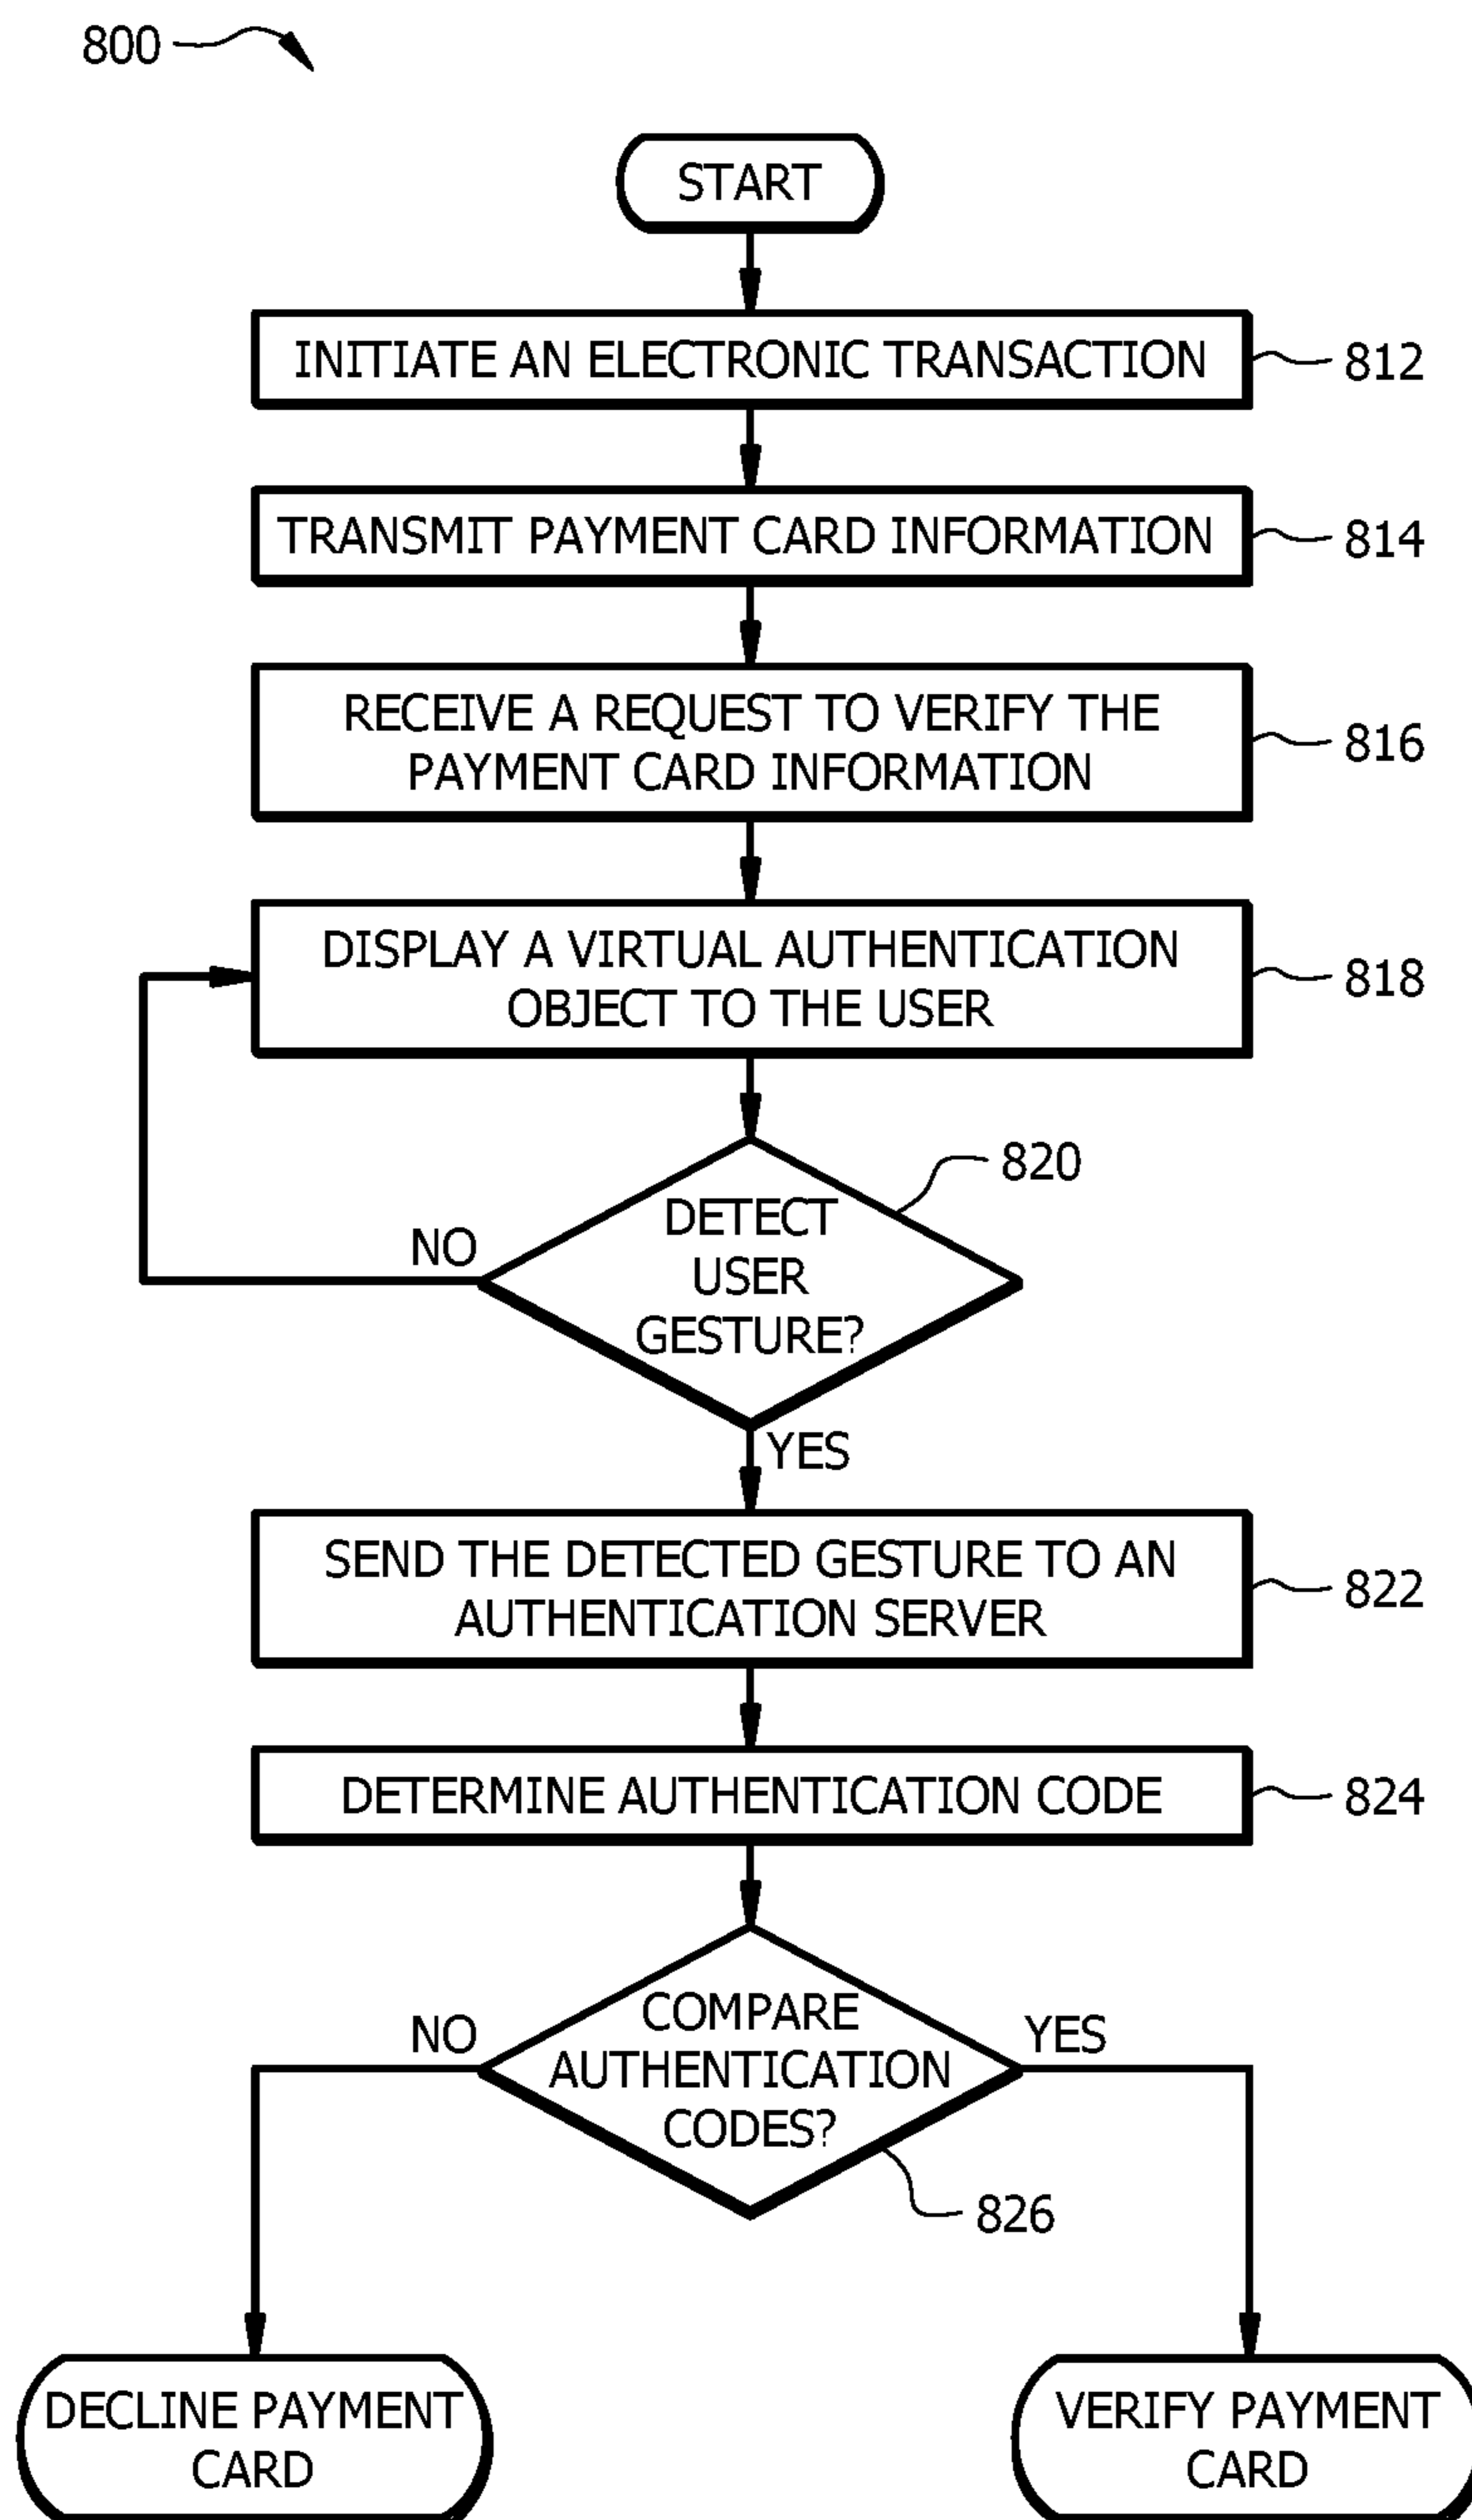 800
START
INITIATE AN ELECTRONIC TRANSACTION
812
TRANSMIT PAYMENT CARD INFORMATION
814
RECEIVE A REQUEST TO VERIFY THE
PAYMENT CARD INFORMATION
816
DISPLAY A VIRTUAL AUTHENTICATION
OBJECT TO THE USER
818
820
DETECT
USER
GESTURE?
NO
YES
SEND THE DETECTED GESTURE TO AN
AUTHENTICATION SERVER
822
DETERMINE AUTHENTICATION CODE
824
COMPARE
AUTHENTICATION
CODES?
NO
YES
826
DECLINE PAYMENT
CARD
VERIFY PAYMENT
CARD